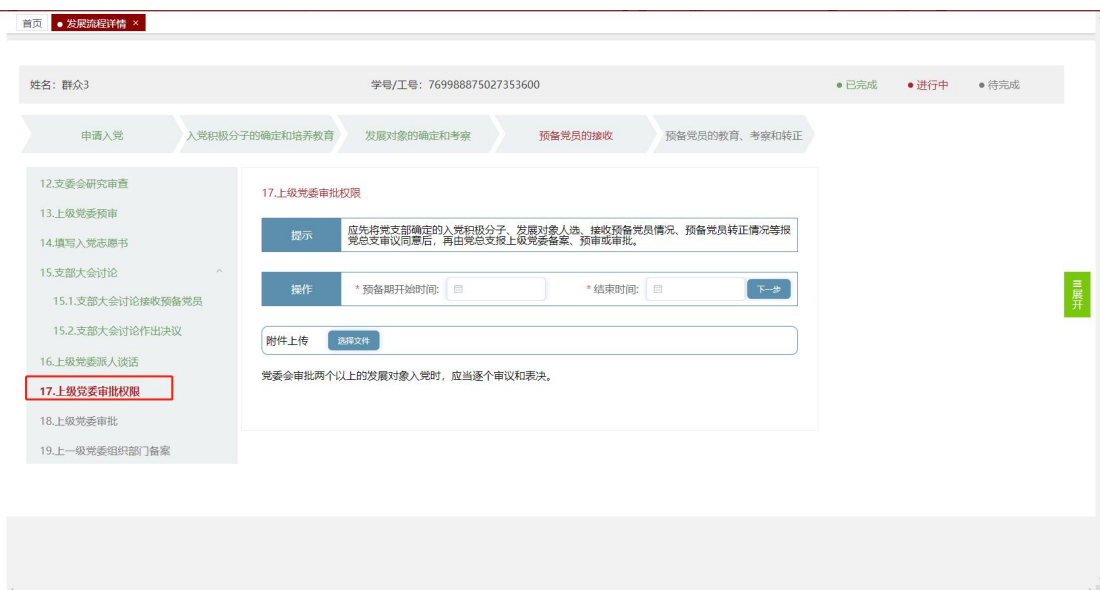 首页 ● 发展流程详情 ×
姓名：群众3 学号/工号：769988875027353600 ●已完成 ●进行中 ●待完成
申请入党 入党积极分子的确定和培养教育 发展对象的确定和考察 预备党员的接收 预备党员的教育、考察和转正
12.支委会研究审查
13.上级党委预审
14.填写入党志愿书
15.支部大会讨论
15.1.支部大会讨论接收预备党员
15.2.支部大会讨论作出决议
16.上级党委派人谈话
17.上级党委审批权限
18.上级党委审批
19.上一级党委组织部门备案
17.上级党委审批权限
提示
应先将党支部确定的入党积极分子、发展对象人选、接收预备党员情况、预备党员转正情况等报
党总支审议同意后，再由党总支报上级党委备案、预审或审批。
操作 * 预备期开始时间: * 结束时间: 下一步
附件上传 选择文件
党委会审批两个以上的发展对象入党时，应当逐个审议和表决。
展开